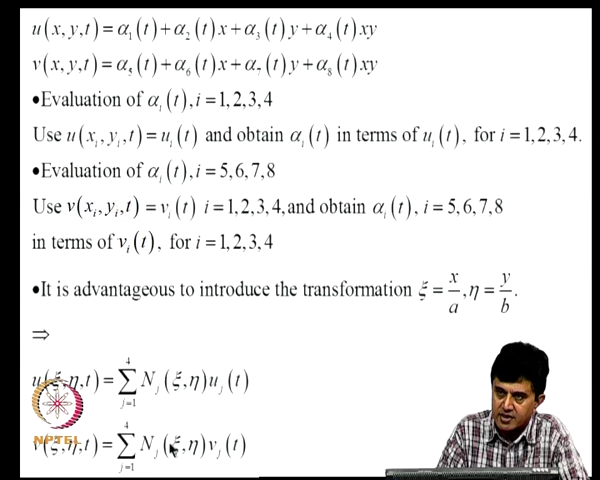 u(x,y,t)=α₁(t)+α₂(t)x+α₃(t)y+α₄(t)xy
v(x,y,t)=α₅(t)+α₆(t)x+α₇(t)y+α₈(t)xy
•Evaluation of αᵢ(t),i=1,2,3,4
Use u(xᵢ,yᵢ,t)=uᵢ(t) and obtain αᵢ(t) in terms of uᵢ(t), for i=1,2,3,4.
•Evaluation of αᵢ(t),i=5,6,7,8
Use v(xᵢ,yᵢ,t)=vᵢ(t) i=1,2,3,4,and obtain αᵢ(t), i=5,6,7,8
in terms of vᵢ(t), for i=1,2,3,4
•It is advantageous to introduce the transformation ξ=x/a,η=y/b.
⇒
u(ξ,η,t)=∑_{j=1}^{4} Nⱼ(ξ,η)uⱼ(t)
NPTEL
v(ξ,η,t)=∑_{j=1}^{4} Nⱼ(ξ,η)vⱼ(t)